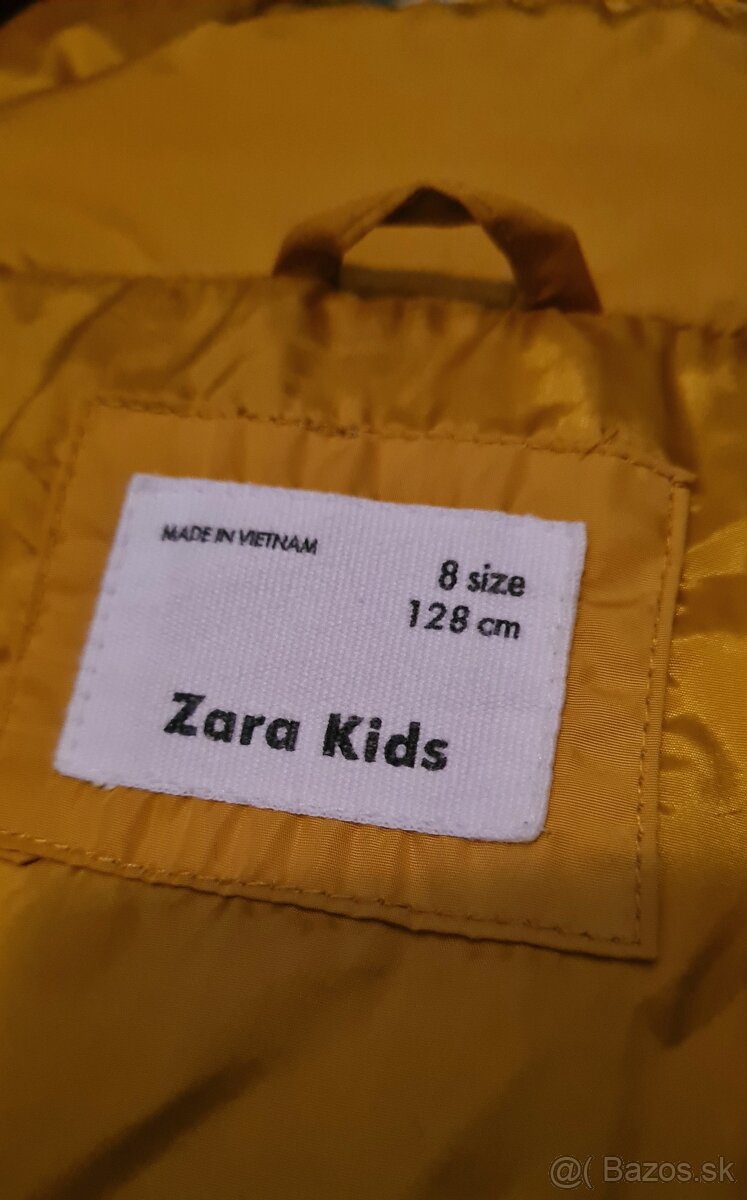 MADE IN VIETNAM
8 size
128 cm
Zara Kids
@( Bazos.sk